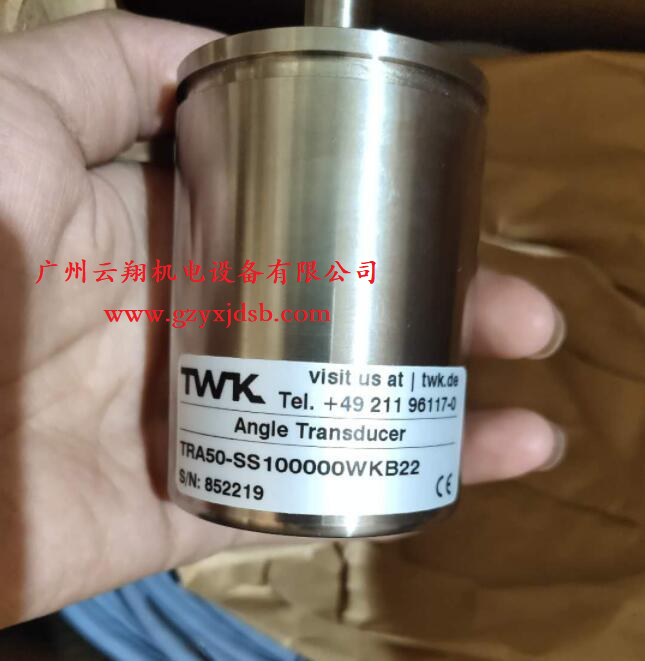 广州云翔机电设备有限公司
www.gzyxjdsb.com
TWK visit us at | twk.de
Tel. +49 211 96117-0
Angle Transducer
TRA50-SS100000WKB22
S/N: 852219 CE